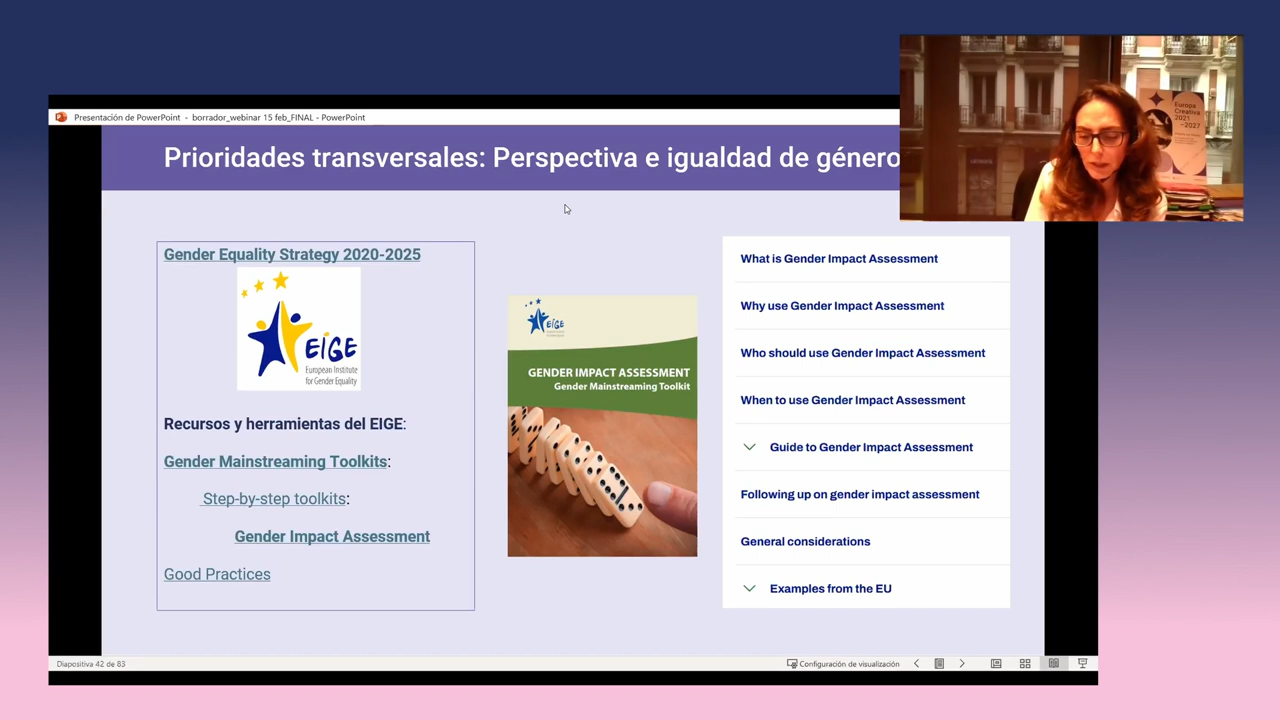 Presentación de PowerPoint - borrador_webinar 15 feb_FINAL - PowerPoint
Prioridades transversales: Perspectiva e igualdad de género
Europa
Creativa
2021
-2027
Gender Equality Strategy 2020-2025
EIGE
European Institute
for Gender Equality
Recursos y herramientas del EIGE:
Gender Mainstreaming Toolkits:
Step-by-step toolkits:
Gender Impact Assessment
Good Practices
EIGE
GENDER IMPACT ASSESSMENT
Gender Mainstreaming Toolkit
What is Gender Impact Assessment
Why use Gender Impact Assessment
Who should use Gender Impact Assessment
When to use Gender Impact Assessment
Guide to Gender Impact Assessment
Following up on gender impact assessment
General considerations
Examples from the EU
Diapositiva 42 de 83
Configuración de visualización